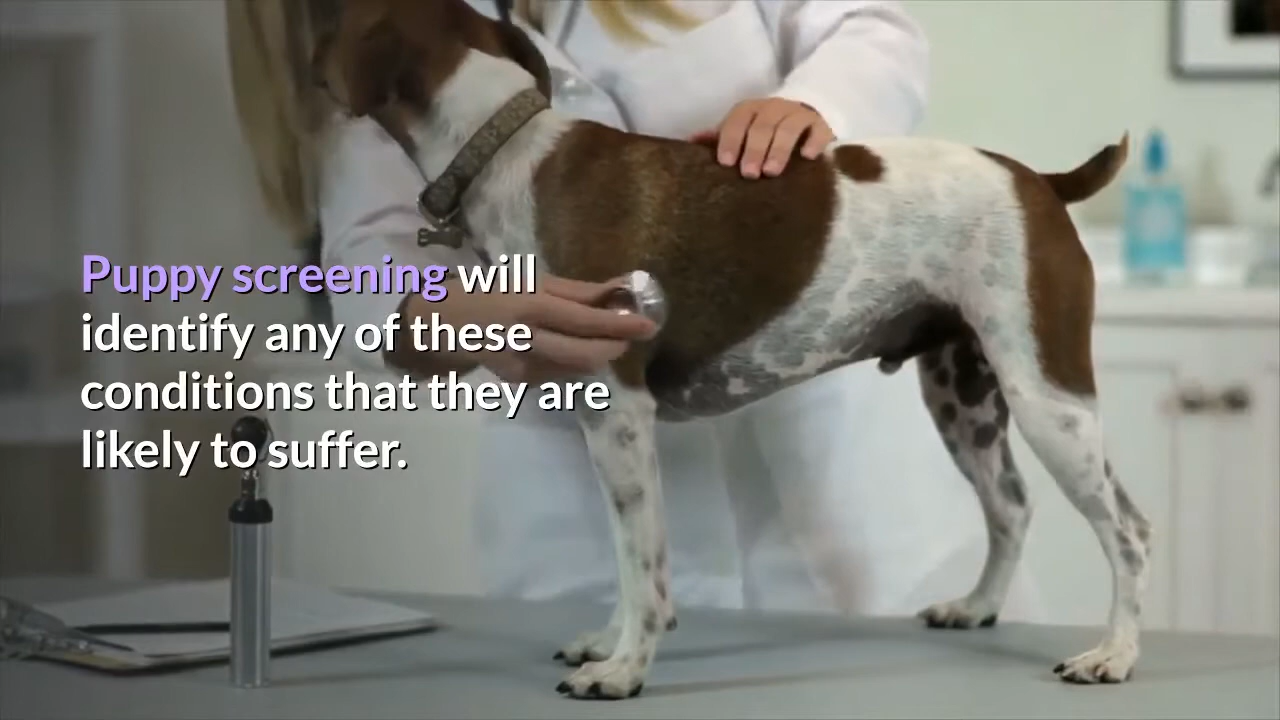 Puppy screening will
identify any of these
conditions that they are
likely to suffer.